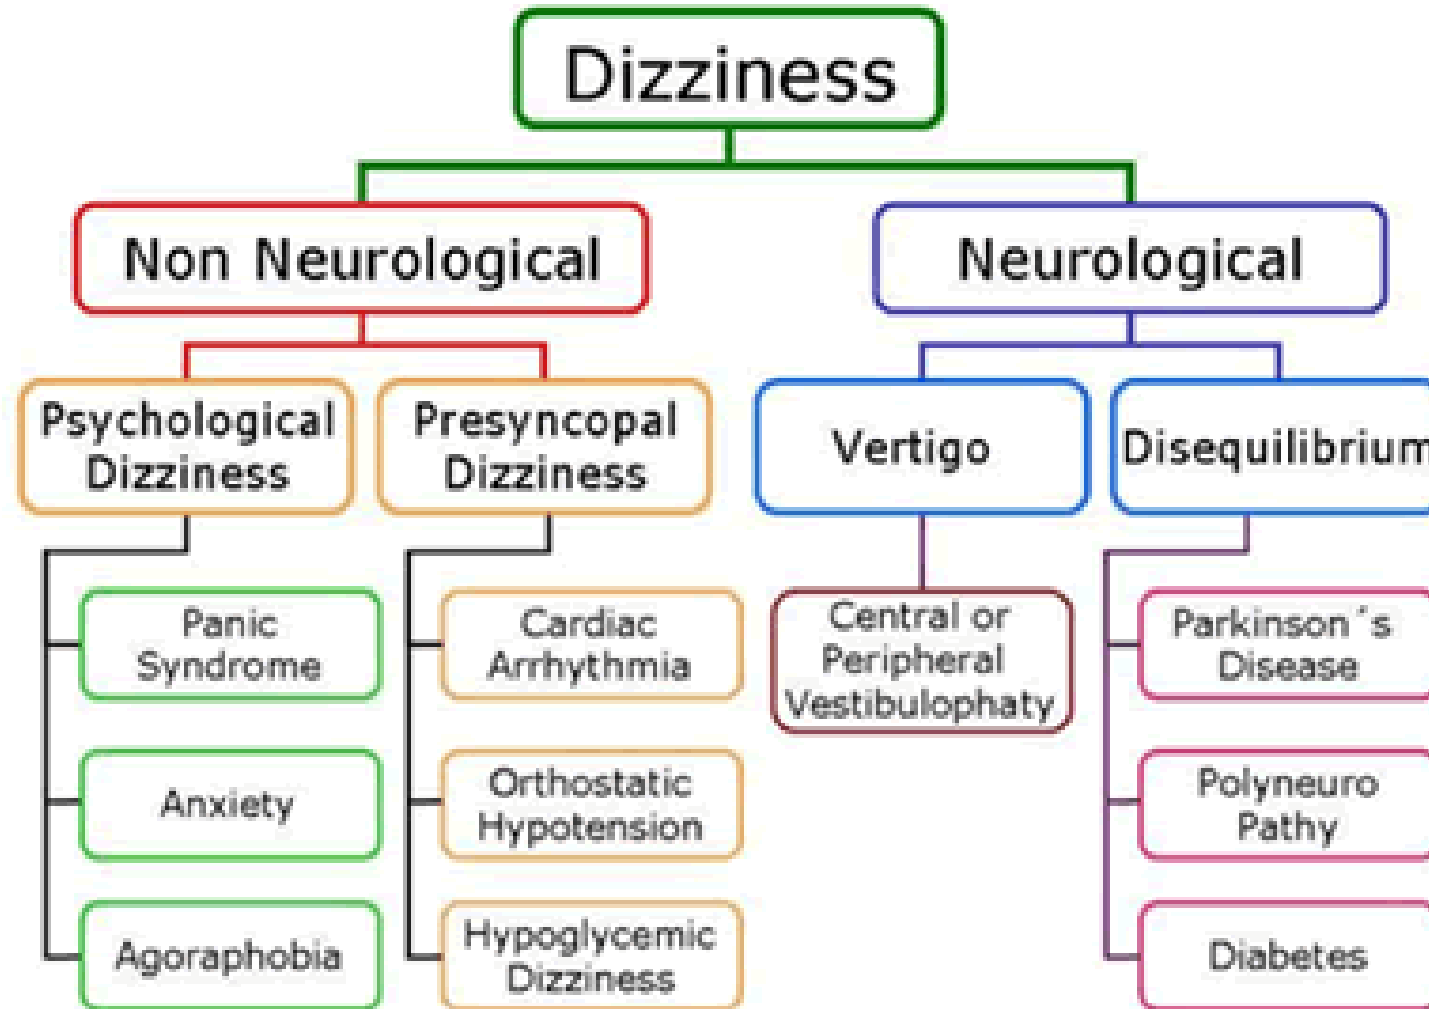 Dizziness
Non Neurological
Neurological
Psychological
Dizziness
Presyncopal
Dizziness
Vertigo
Disequilibrium
Panic
Syndrome
Anxiety
Agoraphobia
Cardiac
Arrhythmia
Orthostatic
Hypotension
Hypoglycemic
Dizziness
Central or
Peripheral
Vestibulophaty
Parkinson´s
Disease
Polyneuro
Pathy
Diabetes